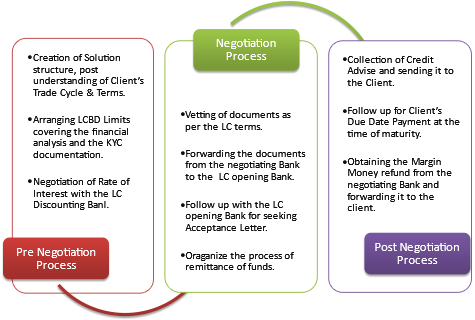 •Creation of Solution
structure, post
understanding of Client's
Trade Cycle & Terms.
•Arranging LCBD Limits
covering the financial
analysis and the KYC
documentation.
•Negotiation of Rate of
Interest with the LC
Discounting Banl.
Pre Negotiation
Process
Negotiation
Process
•Vetting of documents as
per the LC terms.
•Forwarding the documents
from the negotiating Bank
to the LC opening Bank.
•Follow up with the LC
opening Bank for seeking
Acceptance Letter.
•Oraganize the process of
remittance of funds.
•Collection of Credit
Advise and sending it to
the Client.
•Follow up for Client's
Due Date Payment at the
time of maturity.
•Obtaining the Margin
Money refund from the
negotiating Bank and
forwarding it to the
client.
Post Negotiation
Process